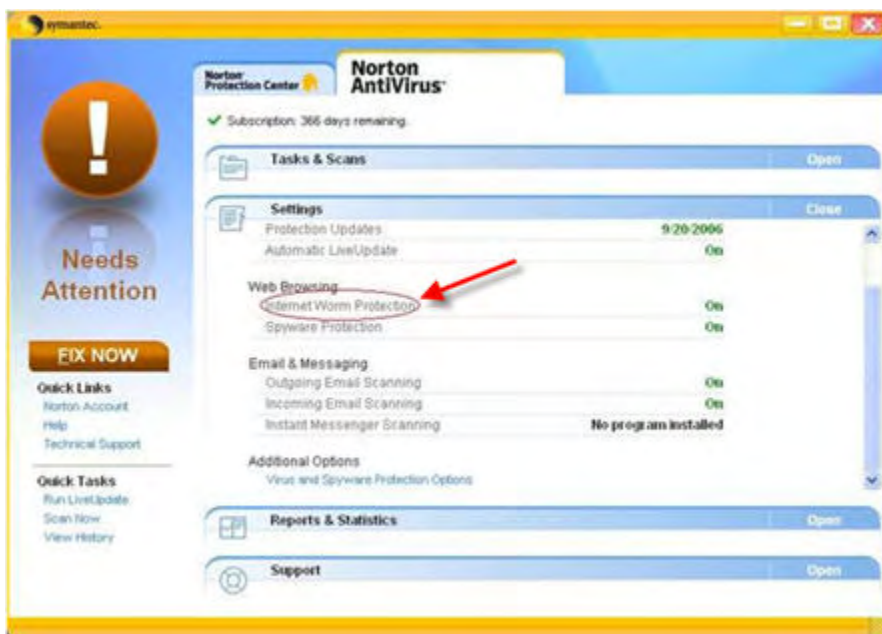 symantec.
Norton Protection Center
Norton AntiVirus
Subscription: 366 days remaining.
Tasks & Scans Open
Settings Close
Protection Updates 9/20/2006
Automatic LiveUpdate On
Web Browsing
Internet Worm Protection On
Spyware Protection On
Email & Messaging
Outgoing Email Scanning On
Incoming Email Scanning On
Instant Messenger Scanning No program installed
Additional Options
Virus and Spyware Protection Options
Reports & Statistics Open
Support Open
!
Needs
Attention
FIX NOW
Quick Links
Norton Account
Help
Technical Support
Quick Tasks
Run LiveUpdate
Scan Now
View History